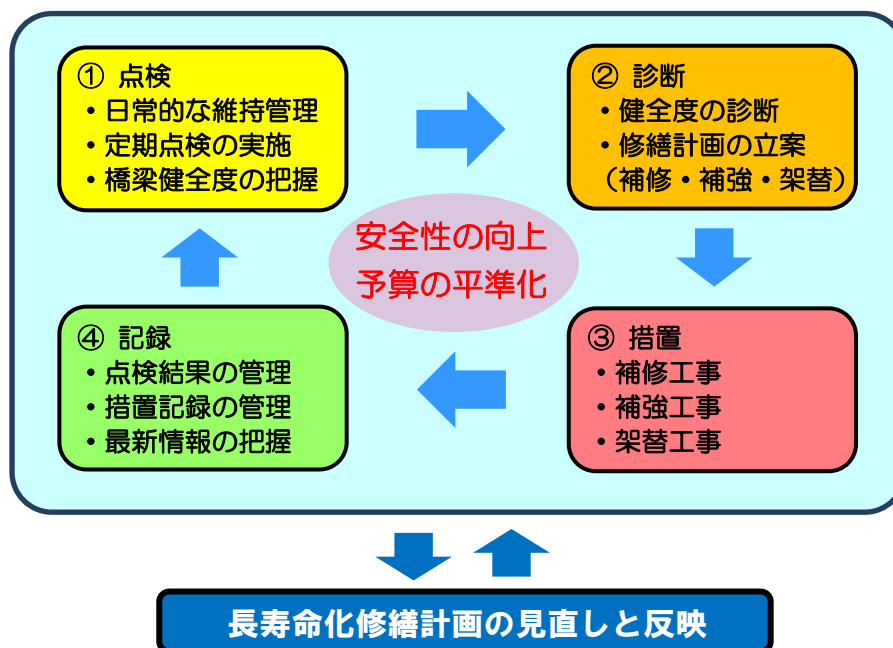 ① 点検
・日常的な維持管理
・定期点検の実施
・橋梁健全度の把握
② 診断
・健全度の診断
・修繕計画の立案
（補修・補強・架替）
安全性の向上
予算の平準化
③ 措置
・補修工事
・補強工事
・架替工事
④ 記録
・点検結果の管理
・措置記録の管理
・最新情報の把握
長寿命化修繕計画の見直しと反映